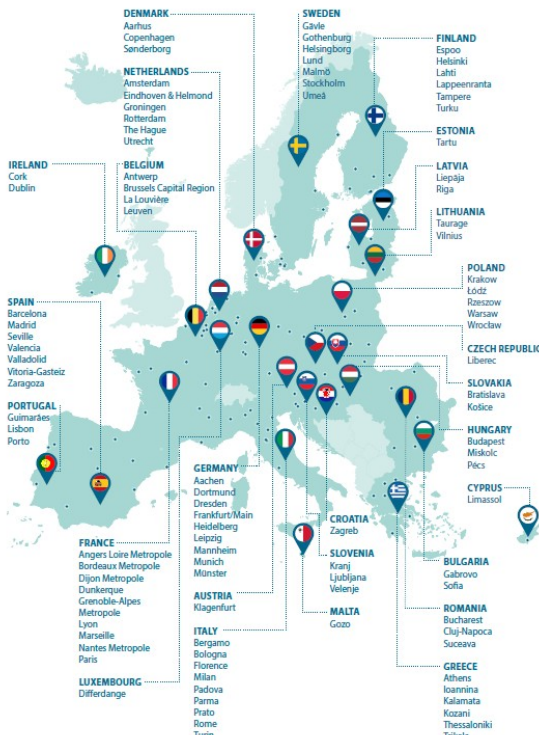 DENMARK
Aarhus
Copenhagen
Sønderborg
NETHERLANDS
Amsterdam
Eindhoven & Helmond
Groningen
Rotterdam
The Hague
Utrecht
SWEDEN
Gävle
Gothenburg
Helsingborg
Lund
Malmö
Stockholm
Umeå
FINLAND
Espoo
Helsinki
Lahti
Lappeenranta
Tampere
Turku
ESTONIA
Tartu
IRELAND
Cork
Dublin
BELGIUM
Antwerp
Brussels Capital Region
La Louvière
Leuven
LATVIA
Liepāja
Riga
LITHUANIA
Taurage
Vilnius
POLAND
Krakow
Łódź
Rzeszow
Warsaw
Wrocław
CZECH REPUBLIC
Liberec
SLOVAKIA
Bratislava
Košice
HUNGARY
Budapest
Miskolc
Pécs
SPAIN
Barcelona
Madrid
Seville
Valencia
Valladolid
Vitoria-Gasteiz
Zaragoza
PORTUGAL
Guimarães
Lisbon
Porto
CYPRUS
Limassol
FRANCE
Angers Loire Metropole
Bordeaux Metropole
Dijon Metropole
Dunkerque
Grenoble-Alpes
Metropole
Lyon
Marseille
Nantes Metropole
Paris
LUXEMBOURG
Differdange
GERMANY
Aachen
Dortmund
Dresden
Frankfurt/Main
Heidelberg
Leipzig
Mannheim
Munich
Münster
AUSTRIA
Klagenfurt
ITALY
Bergamo
Bologna
Florence
Milan
Padova
Parma
Prato
Rome
Turin
CROATIA
Zagreb
SLOVENIA
Kranj
Ljubljana
Velenje
MALTA
Gozo
BULGARIA
Gabrovo
Sofia
ROMANIA
Bucharest
Cluj-Napoca
Suceava
GREECE
Athens
Ioannina
Kalamata
Kozani
Thessaloniki
Trikala